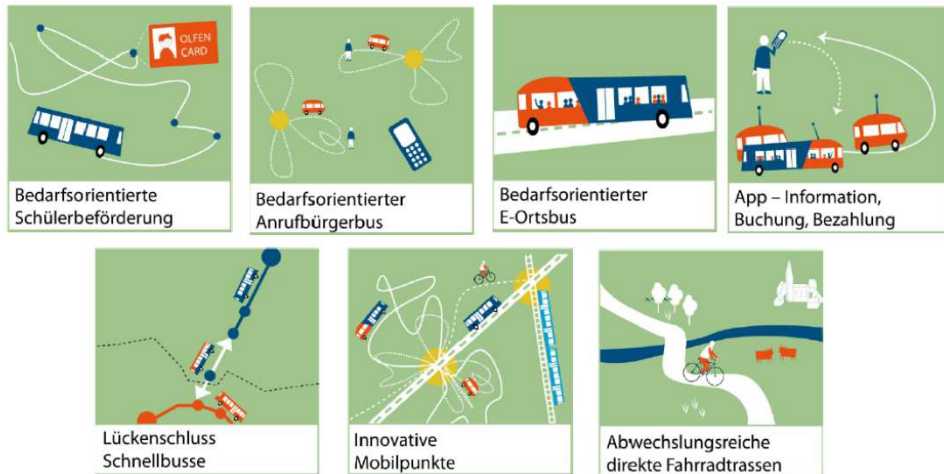 OLFEN
CARD
Bedarfsorientierte
Schülerbeförderung
Bedarfsorientierter
Anrufbürgerbus
Bedarfsorientierter
E-Ortsbus
App – Information,
Buchung, Bezahlung
Lückenschluss
Schnellbusse
Innovative
Mobilpunkte
Abwechslungsreiche
direkte Fahrradtrassen